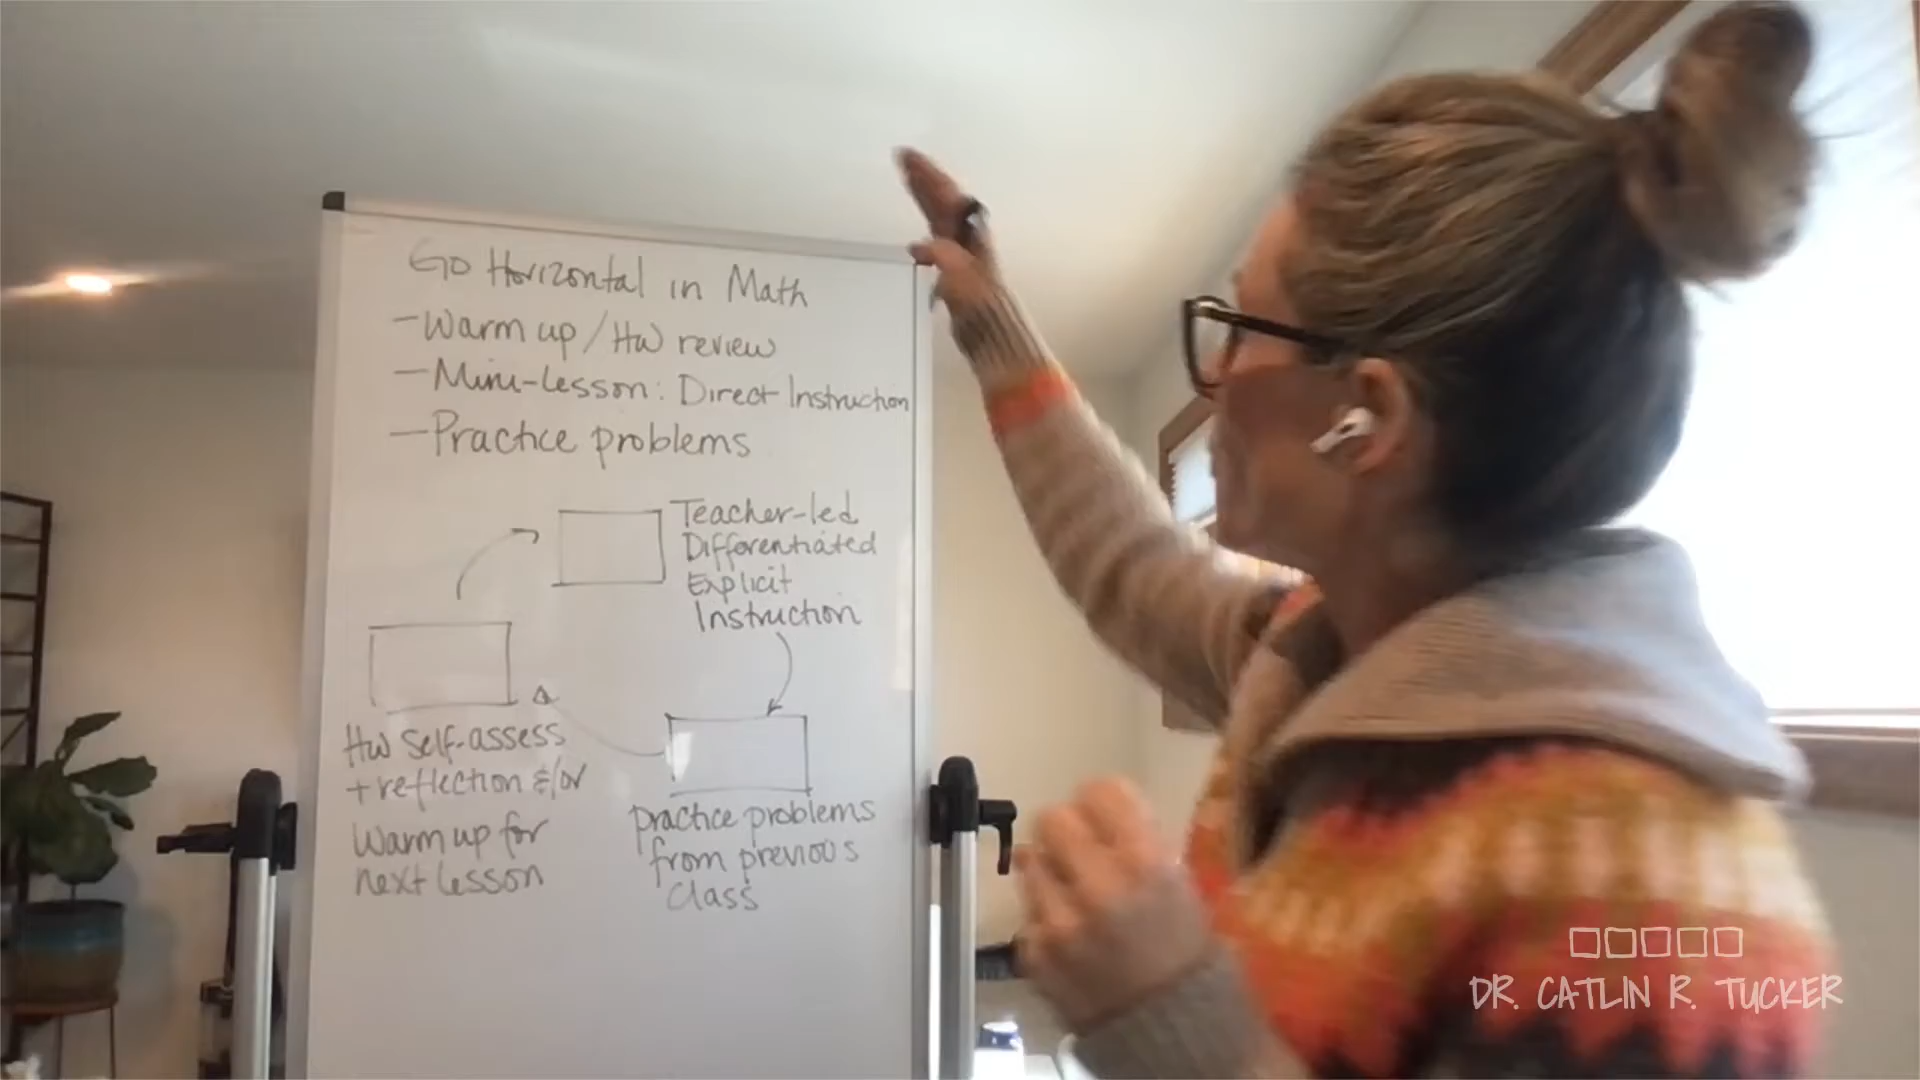 Go Horizontal in Math
- Warm up / HW review
- Mini-Lesson: Direct Instruction
- Practice problems
Teacher-led
Differentiated
Explicit
Instruction
HW self-assess
+ reflection &/or
Warm up for
next lesson
practice problems
from previous
class
DR. CATLIN R. TUCKER